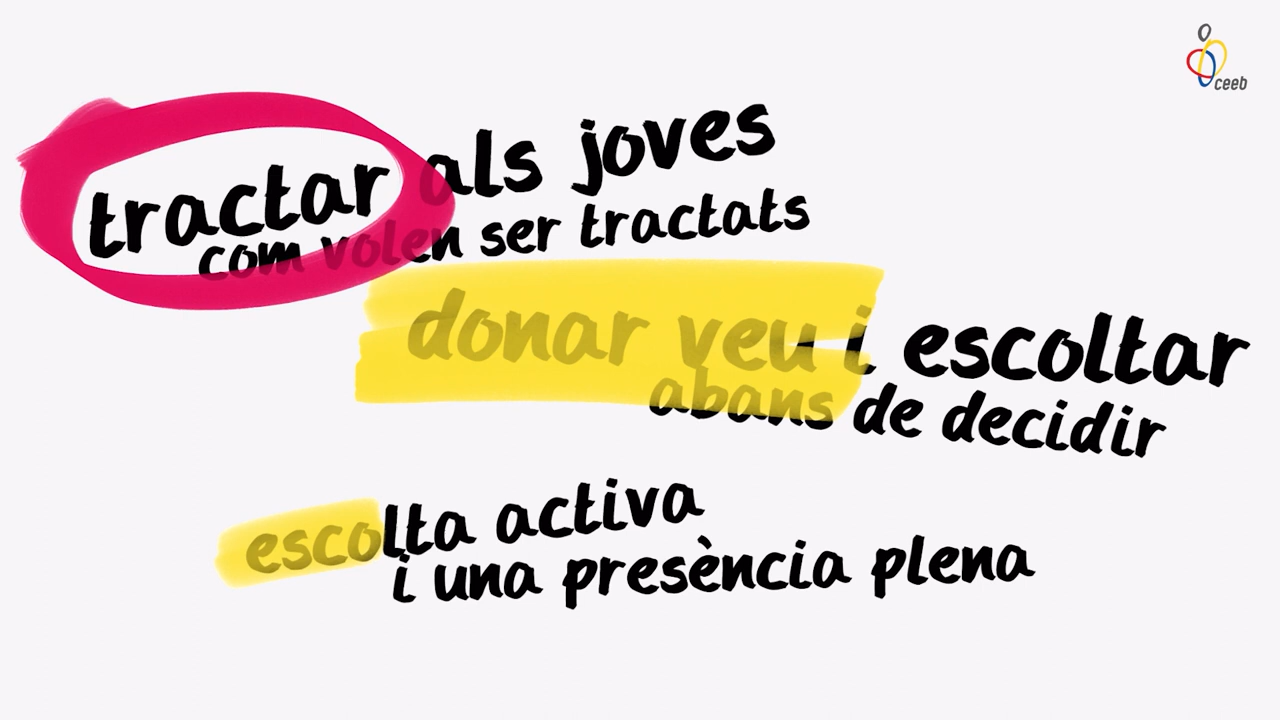 ceeb
tractar als joves
com volen ser tractats
donar veu i escoltar
abans de decidir
escolta activa
i una presència plena